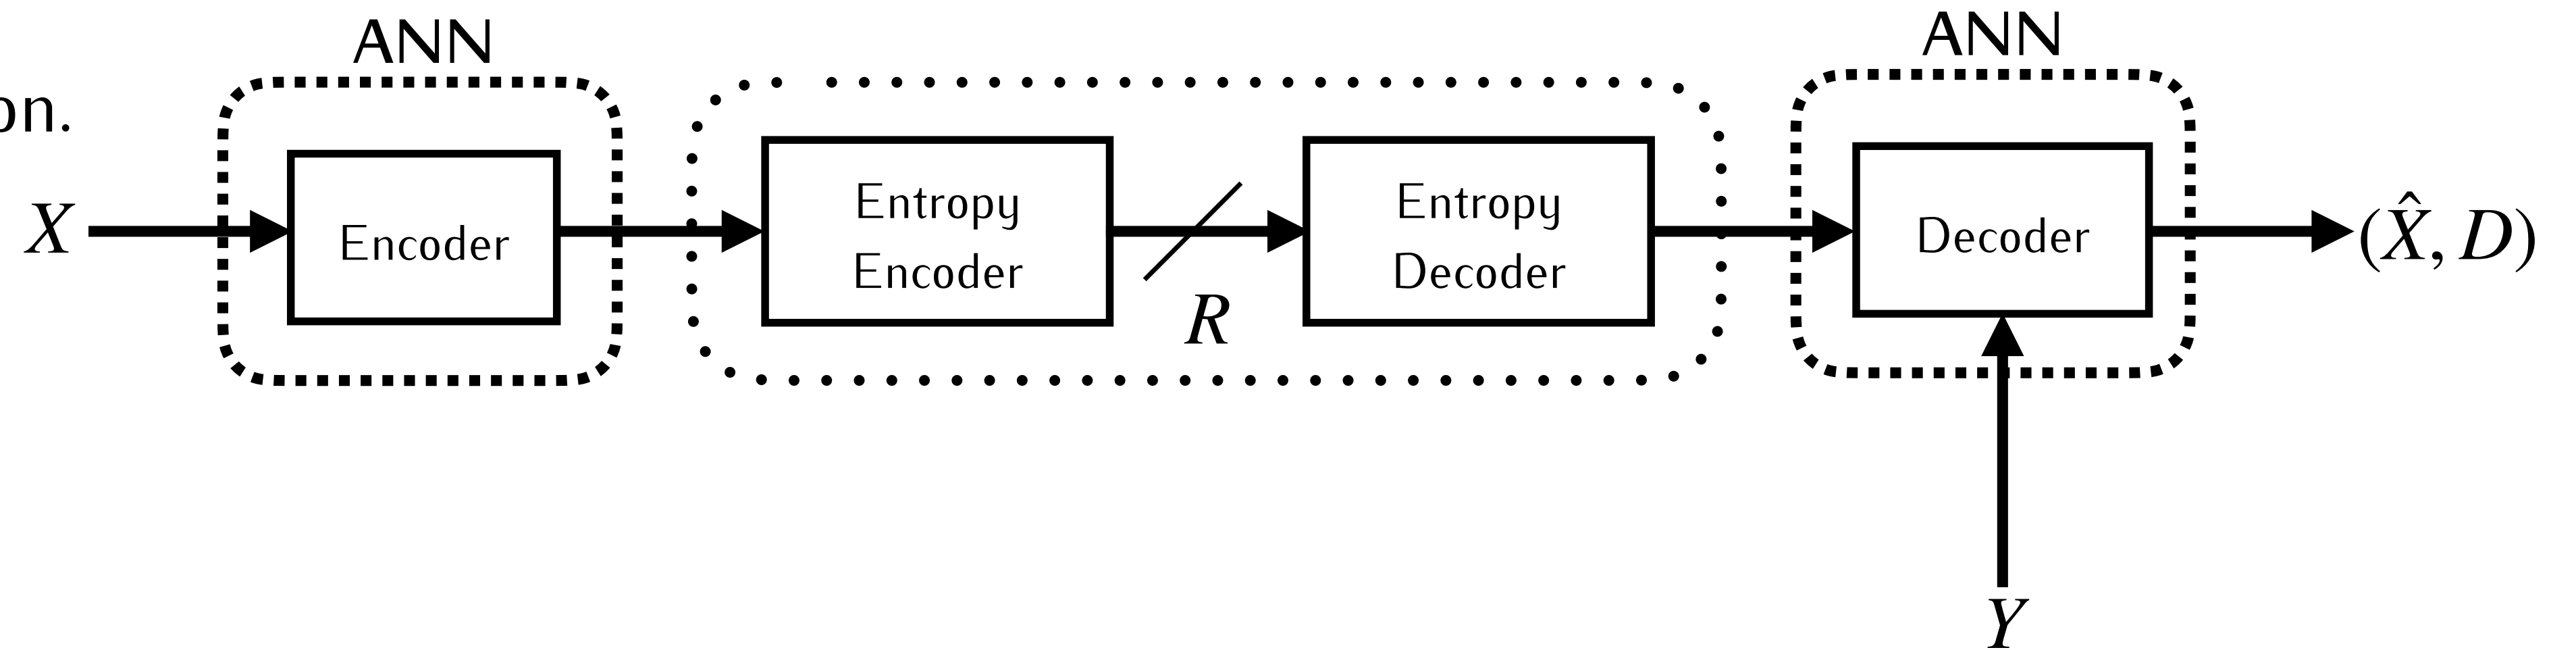 ANN
ANN
on.
X
Encoder
Entropy
Encoder
R
Entropy
Decoder
Decoder
(X̂, D)
Y